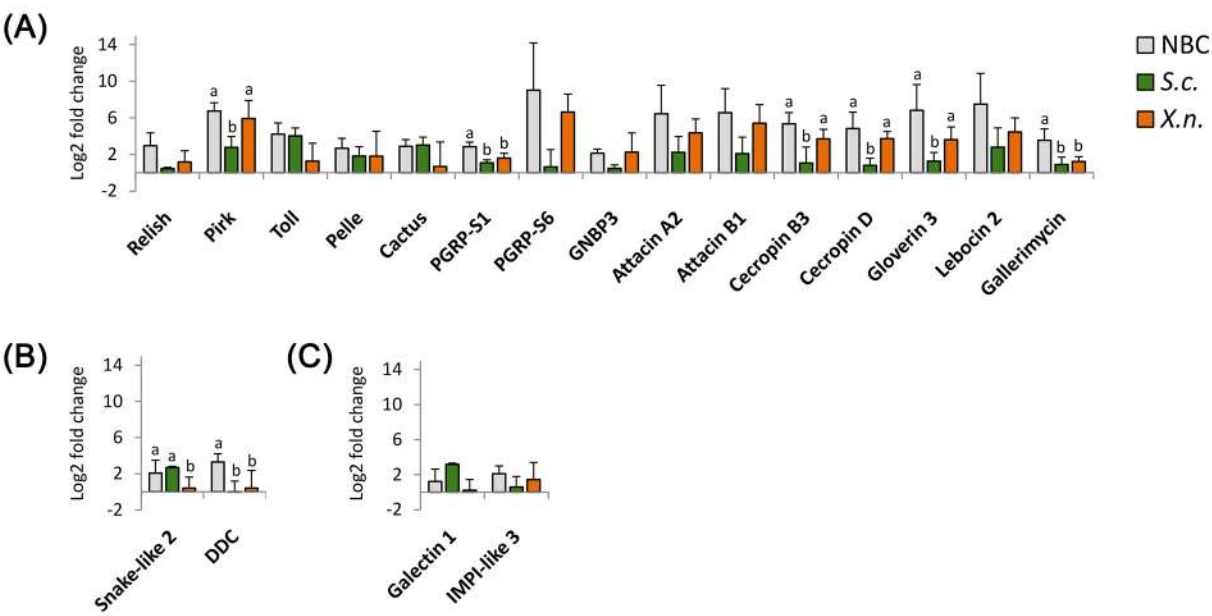 (A)
Log2 fold change
14
10
6
2
-2
a b a
a b b
a b a
a b a
a b b
a b b
Relish Pirk Toll Pelle Cactus PGRP-S1 PGRP-S6 GNBP3 Attacin A2 Attacin B1 Cecropin B3 Cecropin D Gloverin 3 Lebocin 2 Gallerimycin
NBC
S.c.
X.n.
(B)
Log2 fold change
14
10
6
2
-2
a a b
a b b
Snake-like 2 DDC
(C)
Log2 fold change
14
10
6
2
-2
Galectin 1 IMPI-like 3